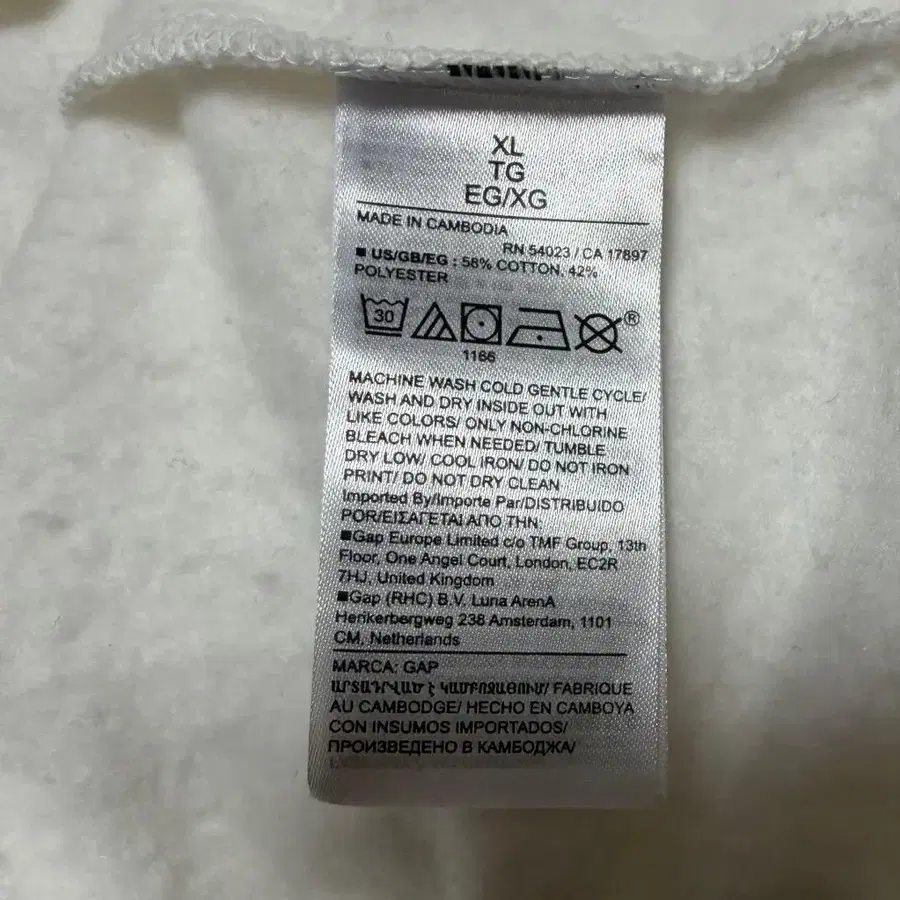 XL
TG
EG/XG
MADE IN CAMBODIA
RN 54023 / CA 17897
■ US/GB/EG : 58% COTTON, 42%
POLYESTER
30
®
1166
MACHINE WASH COLD GENTLE CYCLE/
WASH AND DRY INSIDE OUT WITH
LIKE COLORS/ ONLY NON-CHLORINE
BLEACH WHEN NEEDED/ TUMBLE
DRY LOW/ COOL IRON/ DO NOT IRON
PRINT/ DO NOT DRY CLEAN
Imported By/Importe Par/DISTRIBUIDO
POR/ΕΙΣΑΓΕΤΑΙ ΑΠΟ ΤΗΝ:
■Gap Europe Limited c/o TMF Group, 13th
Floor, One Angel Court, London, EC2R
7HJ, United Kingdom
■Gap (RHC) B.V. Luna ArenA
Herikerbergweg 238 Amsterdam, 1101
CM, Netherlands
MARCA: GAP
ԱՐՏԱԴՐՎԱԾ է ԿԱՄԲՈՋԱՅՈՒՄ/ FABRIQUE
AU CAMBODGE/ HECHO EN CAMBOYA
CON INSUMOS IMPORTADOS/
ПРОИЗВЕДЕНО В КАМБОДЖА/